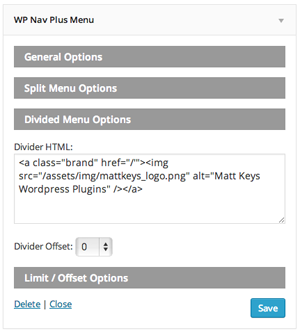 WP Nav Plus Menu
General Options
Split Menu Options
Divided Menu Options
Divider HTML:
<a class="brand" href="/"><img
src="/assets/img/mattkeys_logo.png" alt="Matt Keys
Wordpress Plugins" /></a>
Divider Offset: 0
Limit / Offset Options
Delete | Close
Save